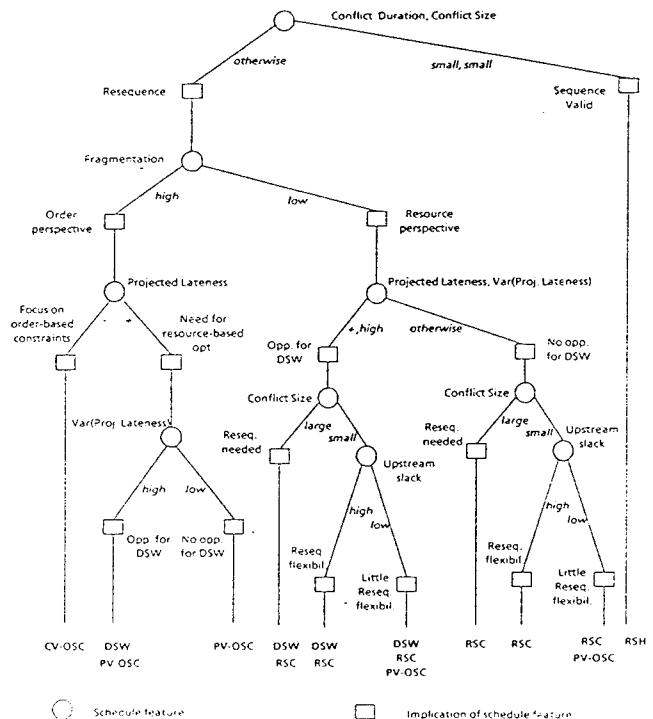 Conflict Duration, Conflict Size
otherwise
small, small
Resequence
Sequence
Valid
Fragmentation
high
low
Order
perspective
Resource
perspective
Projected Lateness
Projected Lateness, Var(Proj. Lateness)
Focus on
order-based
constraints
-
+
Need for
resource-based
opt
+, high
otherwise
Opp. for
DSW
No opp.
for DSW
Conflict Size
Conflict Size
Var(Proj. Lateness)
large
small
large
small
Reseq.
needed
Upstream
slack
Reseq.
needed
Upstream
slack
high
low
high
low
high
low
Opp. for
DSW
No opp.
for DSW
Reseq
flexibil.
Little
Reseq.
flexibil.
Reseq.
flexibil.
Little
Reseq.
flexibil.
CV-OSC
DSW
PV OSC
PV-OSC
DSW
RSC
DSW
RSC
DSW
RSC
PV-OSC
RSC
RSC
RSC
PV-OSC
RSH
Schedule feature
Implication of schedule feature